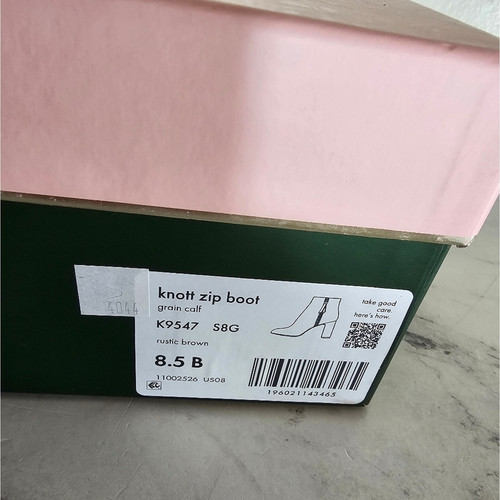 4044
knott zip boot
grain calf
K9547 S8G
rustic brown
8.5 B
11002526 US08
take good
care.
here's how.
196021143465